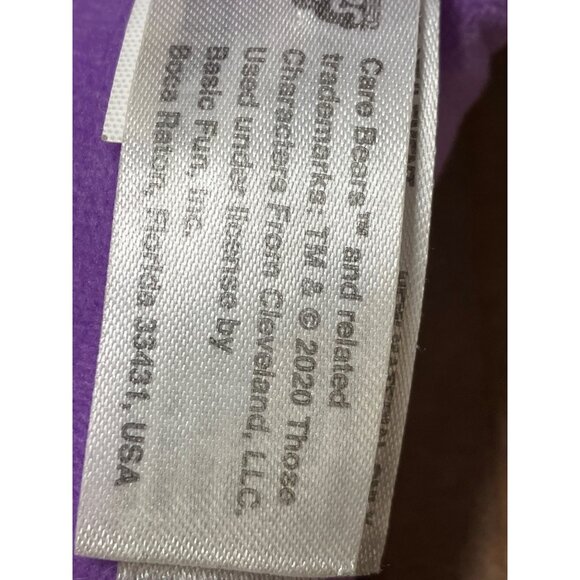 Care Bears™ and related
trademarks: TM & © 2020 Those
Characters From Cleveland, LLC.
Used under license by
Basic Fun, Inc.
Boca Raton, Florida 33431, USA